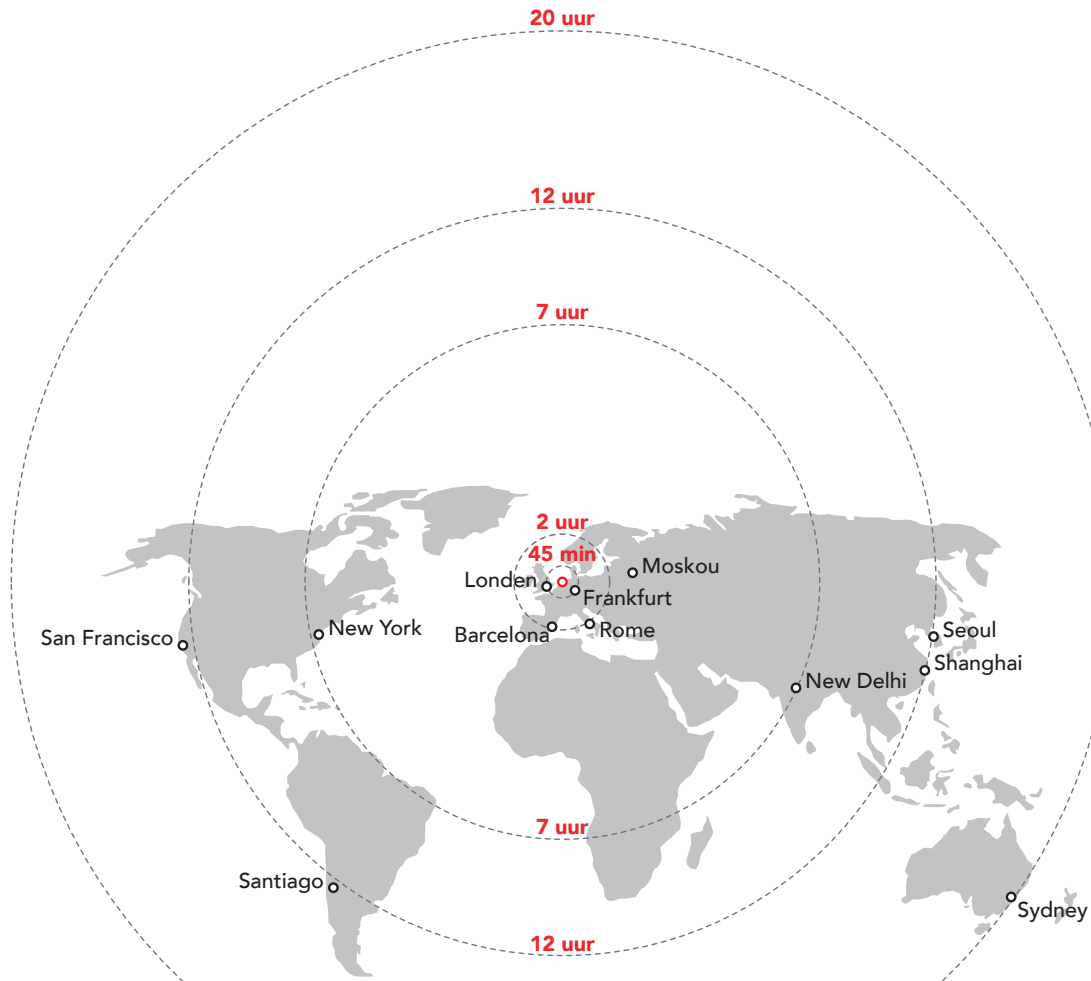 20 uur
12 uur
7 uur
2 uur
45 min
Moskou
Londen
Frankfurt
San Francisco
New York
Barcelona
Rome
Seoul
Shanghai
New Delhi
7 uur
Santiago
Sydney
12 uur